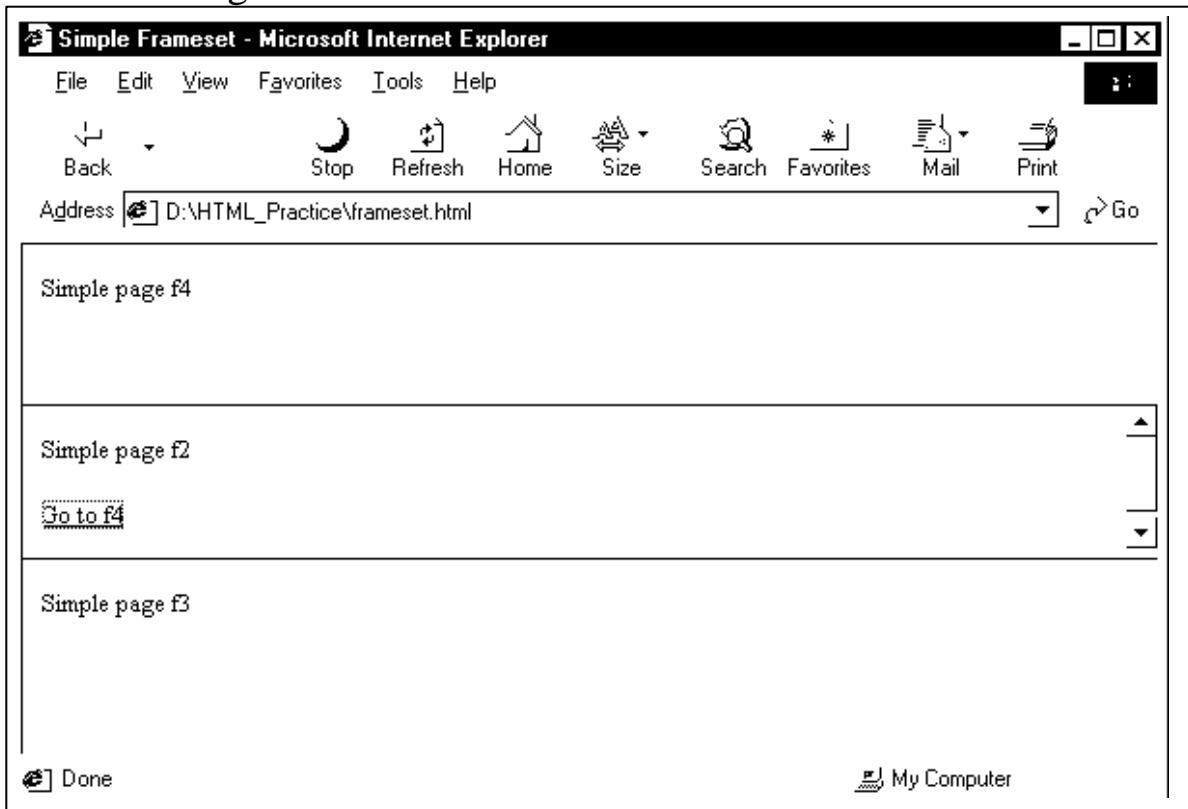 Simple Frameset - Microsoft Internet Explorer
File Edit View Favorites Tools Help
Back Stop Refresh Home Size Search Favorites Mail Print
Address D:\HTML_Practice\frameset.html Go
Simple page f4
Simple page f2
Go to f4
Simple page f3
Done My Computer